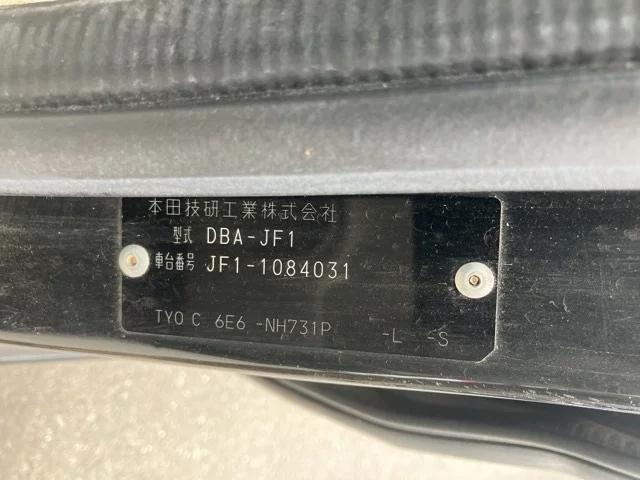 本田技研工業株式会社
型式 DBA-JF1
車台番号 JF1-1084031
TYO C 6E6 -NH731P -L -S